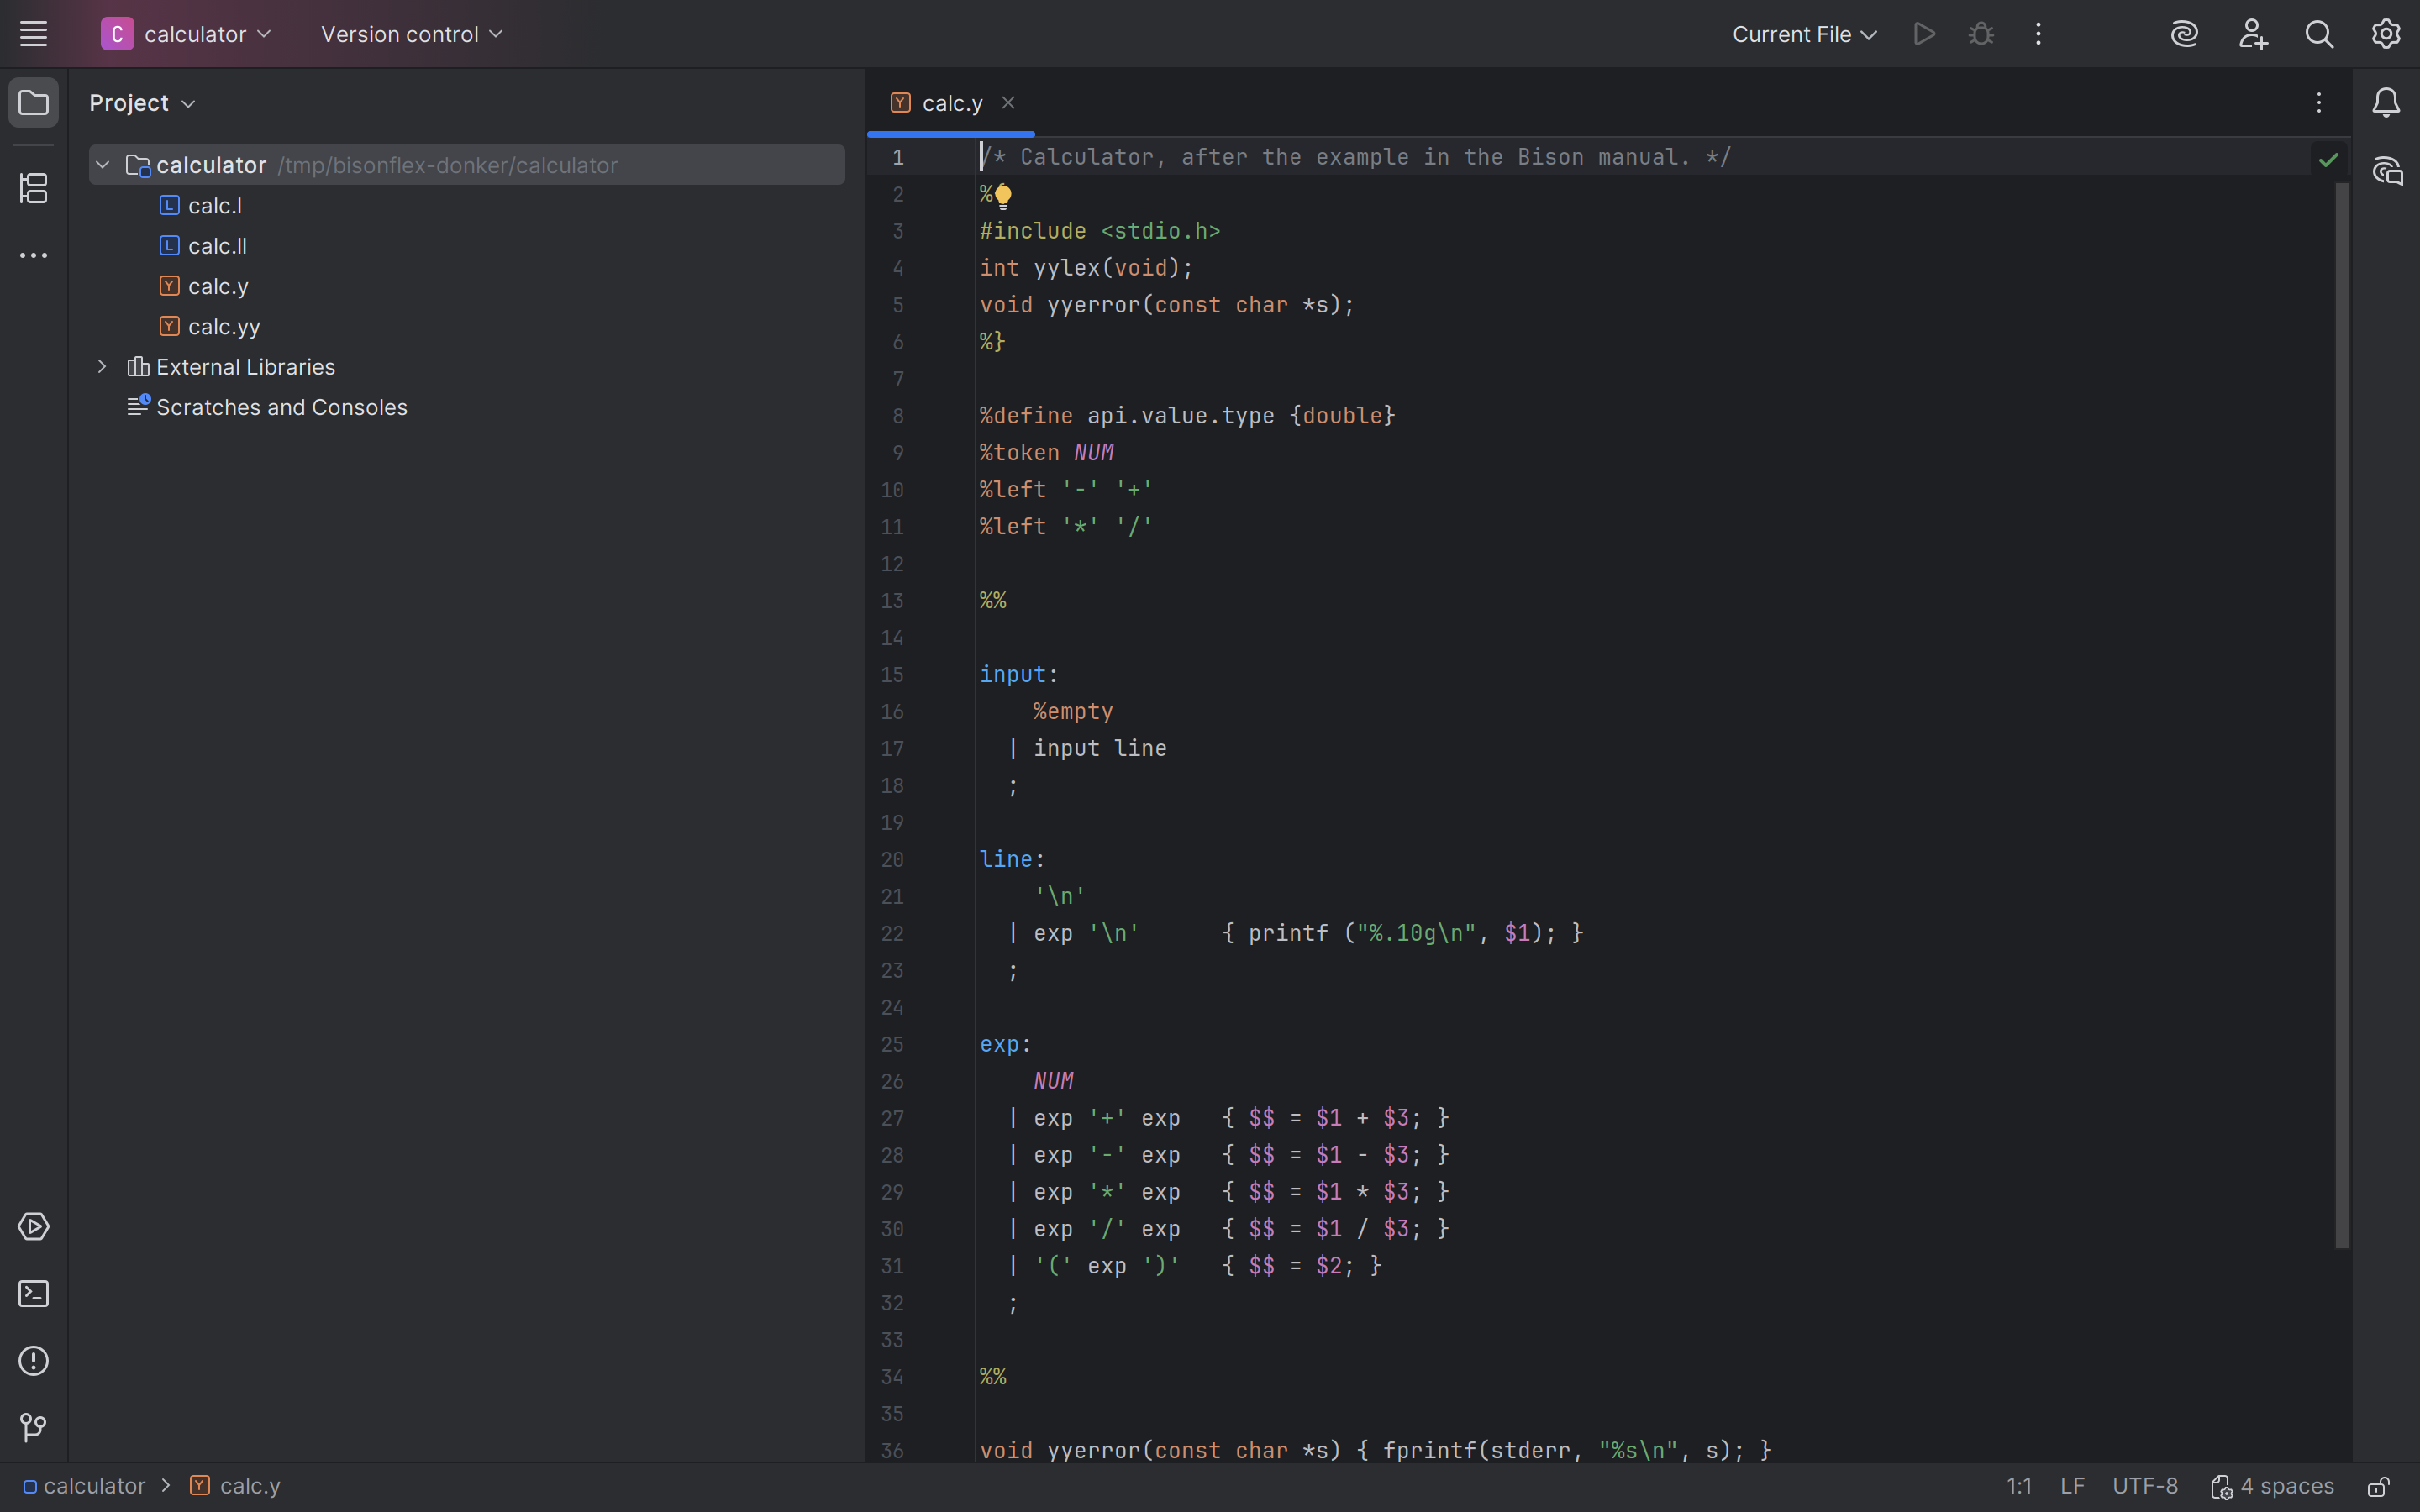 C calculator Version control Current File
Project
calculator /tmp/bisonflex-donker/calculator
L calc.l
L calc.ll
Y calc.y
Y calc.yy
External Libraries
Scratches and Consoles
Y calc.y
1 /* Calculator, after the example in the Bison manual. */
2 %
3 #include <stdio.h>
4 int yylex(void);
5 void yyerror(const char *s);
6 %}
7
8 %define api.value.type {double}
9 %token NUM
10 %left '-' '+'
11 %left '*' '/'
12
13 %%
14
15 input:
16 %empty
17 | input line
18 ;
19
20 line:
21 '\n'
22 | exp '\n' { printf ("%.10g\n", $1); }
23 ;
24
25 exp:
26 NUM
27 | exp '+' exp { $$ = $1 + $3; }
28 | exp '-' exp { $$ = $1 - $3; }
29 | exp '*' exp { $$ = $1 * $3; }
30 | exp '/' exp { $$ = $1 / $3; }
31 | '(' exp ')' { $$ = $2; }
32 ;
33
34 %%
35
36 void yyerror(const char *s) { fprintf(stderr, "%s\n", s); }
calculator Y calc.y 1:1 LF UTF-8 4 spaces